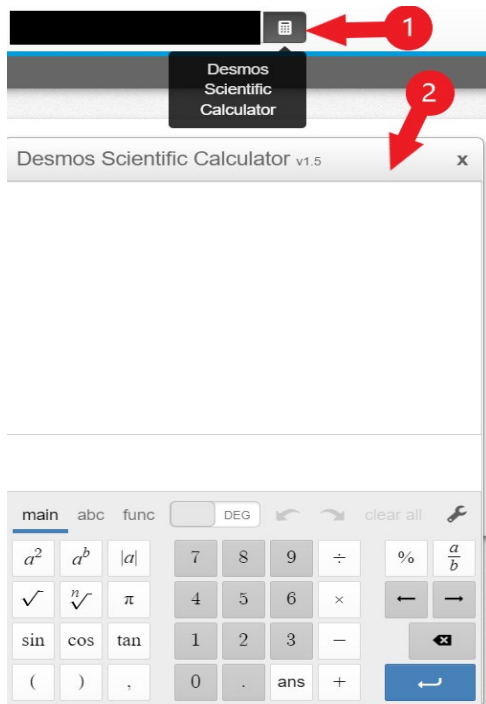 1
Desmos
Scientific
Calculator
2
Desmos Scientific Calculator v1.5 x
main abc func DEG clear all
a² aᵇ |a| 7 8 9 ÷ % a/b
√ ⁿ√ π 4 5 6 × ← →
sin cos tan 1 2 3 −
( ) , 0 . ans +